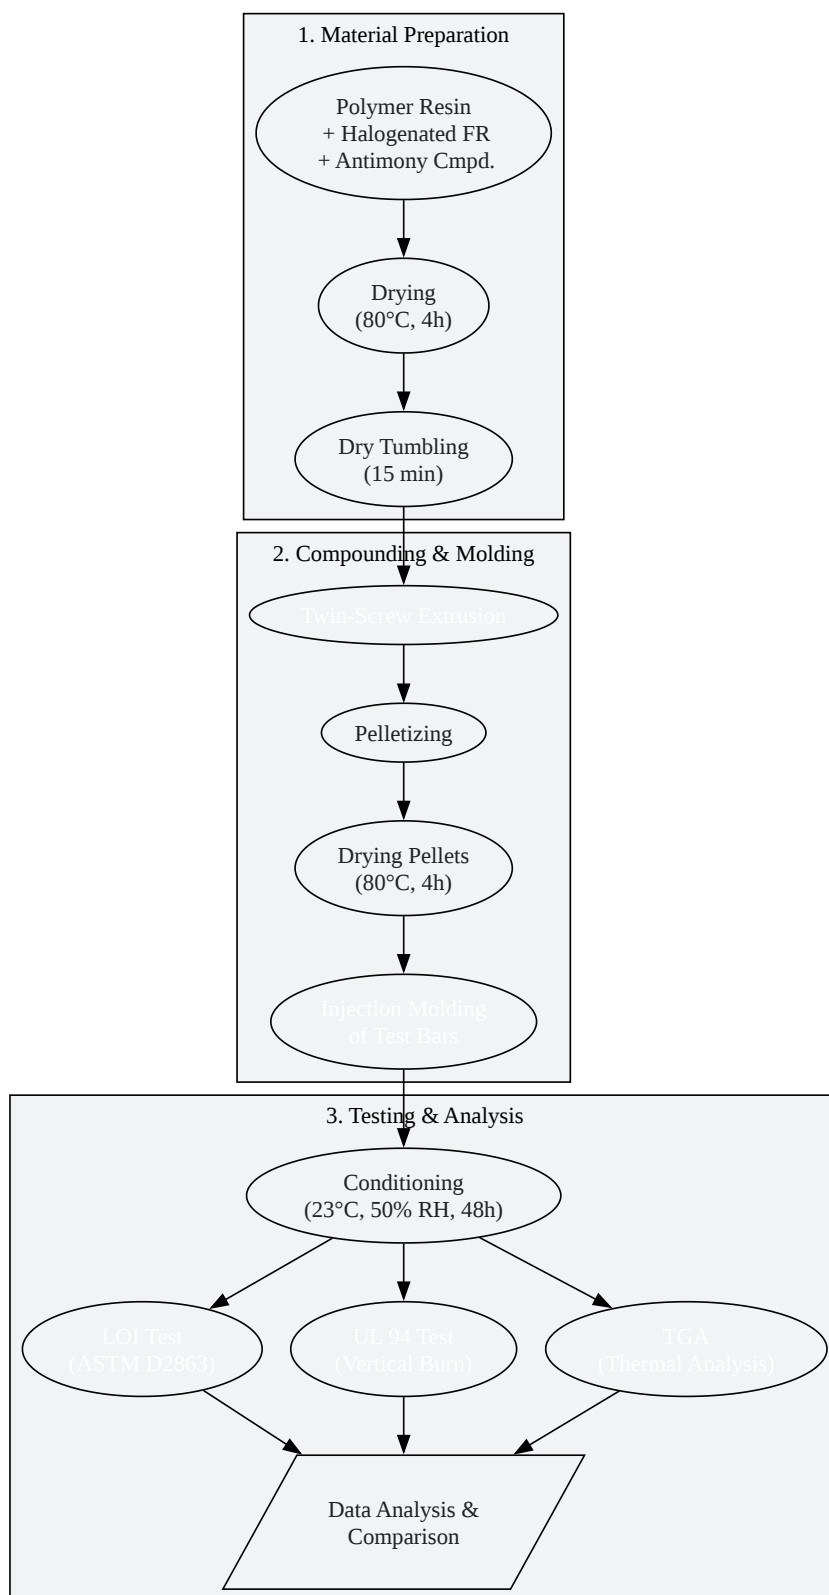 1. Material Preparation
Polymer Resin
+ Halogenated FR
+ Antimony Cmpd.
Drying
(80°C, 4h)
Dry Tumbling
(15 min)
2. Compounding & Molding
Twin-Screw Extrusion
Pelletizing
Drying Pellets
(80°C, 4h)
Injection Molding
of Test Bars
3. Testing & Analysis
Conditioning
(23°C, 50% RH, 48h)
LOI Test
(ASTM D2863)
UL 94 Test
(Vertical Burn)
TGA
(Thermal Analysis)
Data Analysis &
Comparison